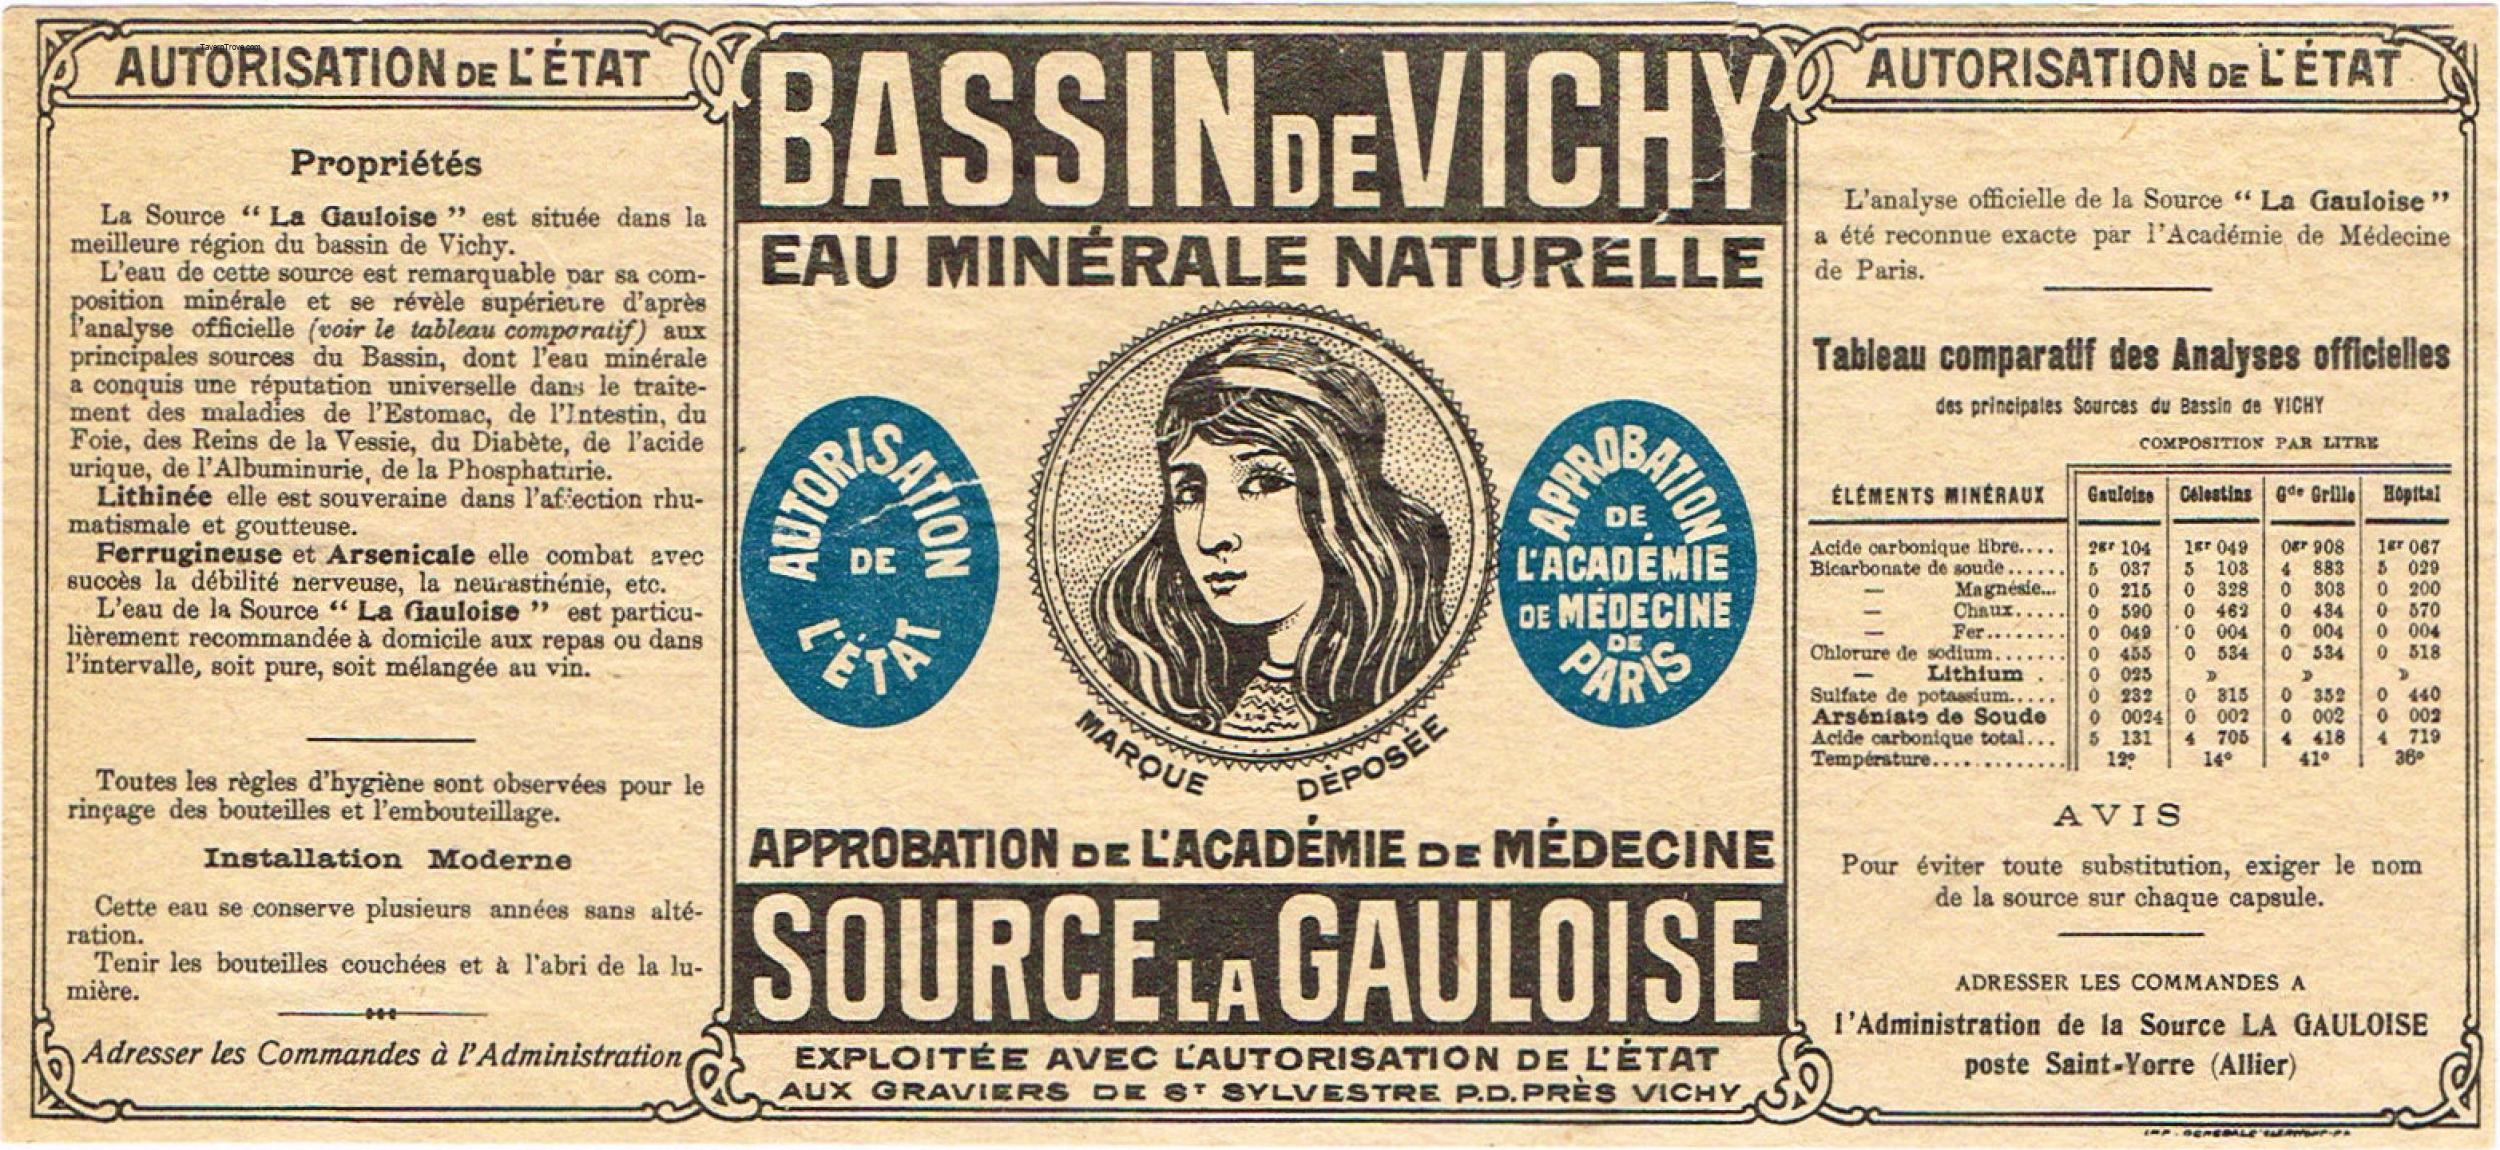 TavernTrove.com
AUTORISATION DE L'ÉTAT
Propriétés
La Source “ La Gauloise ” est située dans la
meilleure région du bassin de Vichy.
L'eau de cette source est remarquable par sa com-
position minérale et se révèle supérieure d'après
l'analyse officielle (voir le tableau comparatif) aux
principales sources du Bassin, dont l'eau minérale
a conquis une réputation universelle dans le traite-
ment des maladies de l'Estomac, de l'Intestin, du
Foie, des Reins de la Vessie, du Diabète, de l'acide
urique, de l'Albuminurie, de la Phosphaturie.
Lithinée elle est souveraine dans l'affection rhu-
matismale et goutteuse.
Ferrugineuse et Arsenicale elle combat avec
succès la débilité nerveuse, la neurasthénie, etc.
L'eau de la Source “ La Gauloise ” est particu-
lièrement recommandée à domicile aux repas ou dans
l'intervalle, soit pure, soit mélangée au vin.
Toutes les règles d'hygiène sont observées pour le
rinçage des bouteilles et l'embouteillage.
Installation Moderne
Cette eau se conserve plusieurs années sans alté-
ration.
Tenir les bouteilles couchées et à l'abri de la lu-
mière.
Adresser les Commandes à l'Administration
BASSIN DE VICHY
EAU MINÉRALE NATURELLE
AUTORISATION
DE
L'ÉTAT
MARQUE DÉPOSÉE
APPROBATION
DE
L'ACADÉMIE
DE MÉDECINE
DE
PARIS
APPROBATION DE L'ACADÉMIE DE MÉDECINE
SOURCE LA GAULOISE
EXPLOITÉE AVEC L'AUTORISATION DE L'ÉTAT
AUX GRAVIERS DE ST SYLVESTRE P.D. PRÈS VICHY
AUTORISATION DE L'ÉTAT
L'analyse officielle de la Source “ La Gauloise ”
a été reconnue exacte par l'Académie de Médecine
de Paris.
Tableau comparatif des Analyses officielles
des principales Sources du Bassin de VICHY
COMPOSITION PAR LITRE
ÉLÉMENTS MINÉRAUX Gauloise Célestins Gde Grille Hôpital
Acide carbonique libre.... 2gr 104 1gr 049 0gr 908 1gr 067
Bicarbonate de soude...... 5 037 5 103 4 883 5 029
— Magnésie... 0 215 0 328 0 303 0 200
— Chaux..... 0 590 0 462 0 434 0 570
— Fer........ 0 049 0 004 0 004 0 004
Chlorure de sodium....... 0 455 0 534 0 534 0 518
— Lithium . 0 025 » » »
Sulfate de potassium..... 0 232 0 315 0 352 0 440
Arséniate de Soude 0 0024 0 002 0 002 0 002
Acide carbonique total... 5 131 4 705 4 418 4 719
Température............. 12° 14° 41° 36°
AVIS
Pour éviter toute substitution, exiger le nom
de la source sur chaque capsule.
ADRESSER LES COMMANDES A
l'Administration de la Source LA GAULOISE
poste Saint-Yorre (Allier)
IMP. GÉNÉRALE CLERMONT-FD